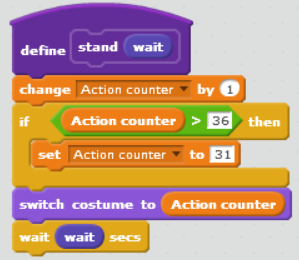 define stand wait
change Action counter by 1
if Action counter > 36 then
set Action counter to 31
switch costume to Action counter
wait wait secs